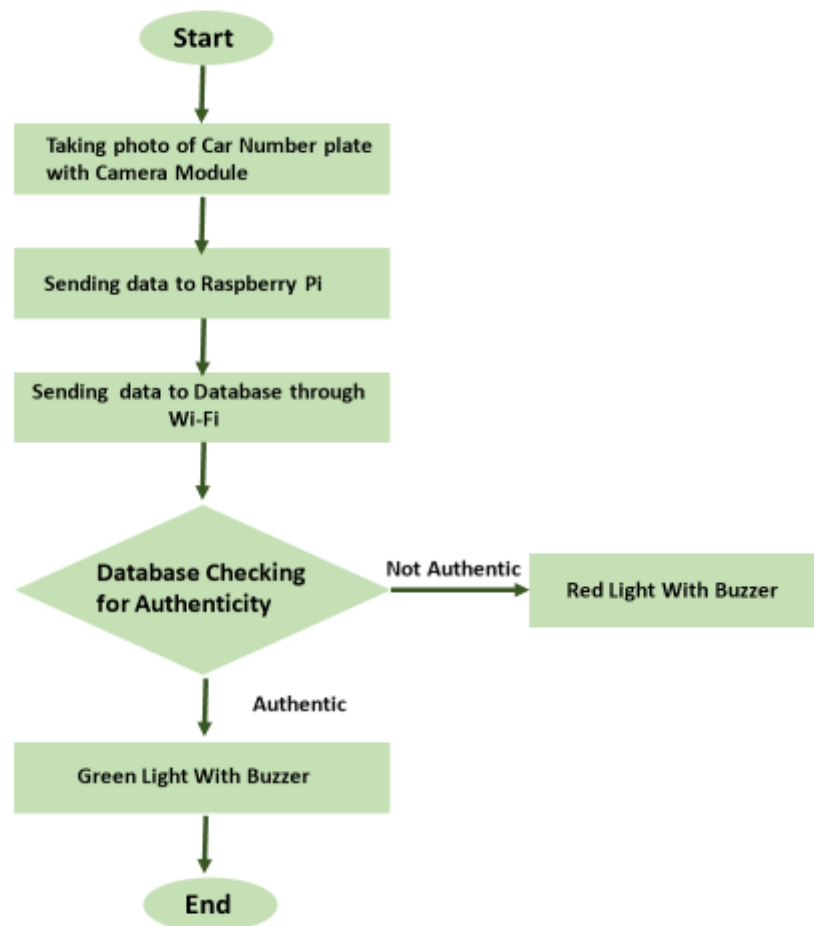 Start
Taking photo of Car Number plate
with Camera Module
Sending data to Raspberry Pi
Sending data to Database through
Wi-Fi
Database Checking
for Authenticity
Not Authentic
Red Light With Buzzer
Authentic
Green Light With Buzzer
End